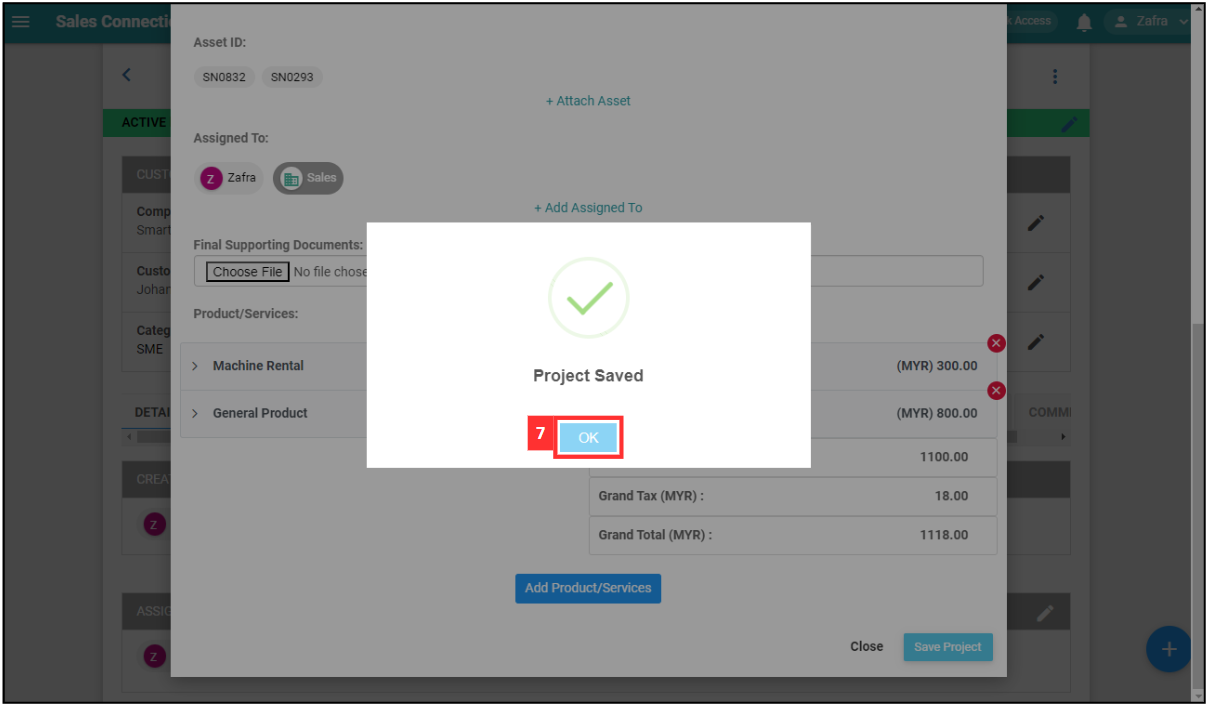 Sales Connecti
k Access
Zafra
Asset ID:
SN0832 SN0293
+ Attach Asset
ACTIVE
Assigned To:
CUST
Z Zafra Sales
Comp
Smart
+ Add Assigned To
Final Supporting Documents:
Custo
Johan
Choose File No file chose
Product/Services:
Categ
SME
Machine Rental (MYR) 300.00
Project Saved
DETAI
General Product (MYR) 800.00
COMM
7 OK
1100.00
CREA
Grand Tax (MYR) : 18.00
Z
Grand Total (MYR) : 1118.00
Add Product/Services
ASSIG
Close Save Project
Z